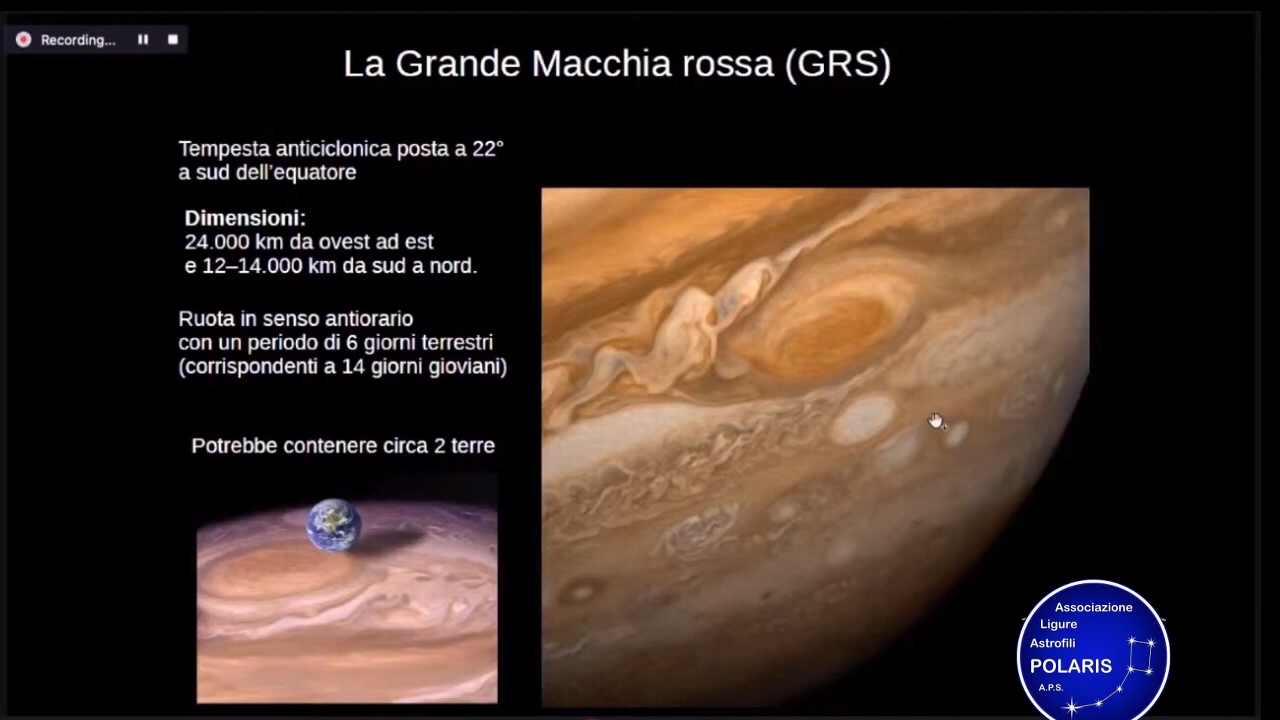 Recording...
La Grande Macchia rossa (GRS)
Tempesta anticiclonica posta a 22°
a sud dell'equatore
Dimensioni:
24.000 km da ovest ad est
e 12–14.000 km da sud a nord.
Ruota in senso antiorario
con un periodo di 6 giorni terrestri
(corrispondenti a 14 giorni gioviani)
Potrebbe contenere circa 2 terre
Associazione
Ligure
Astrofili
POLARIS
A.P.S.